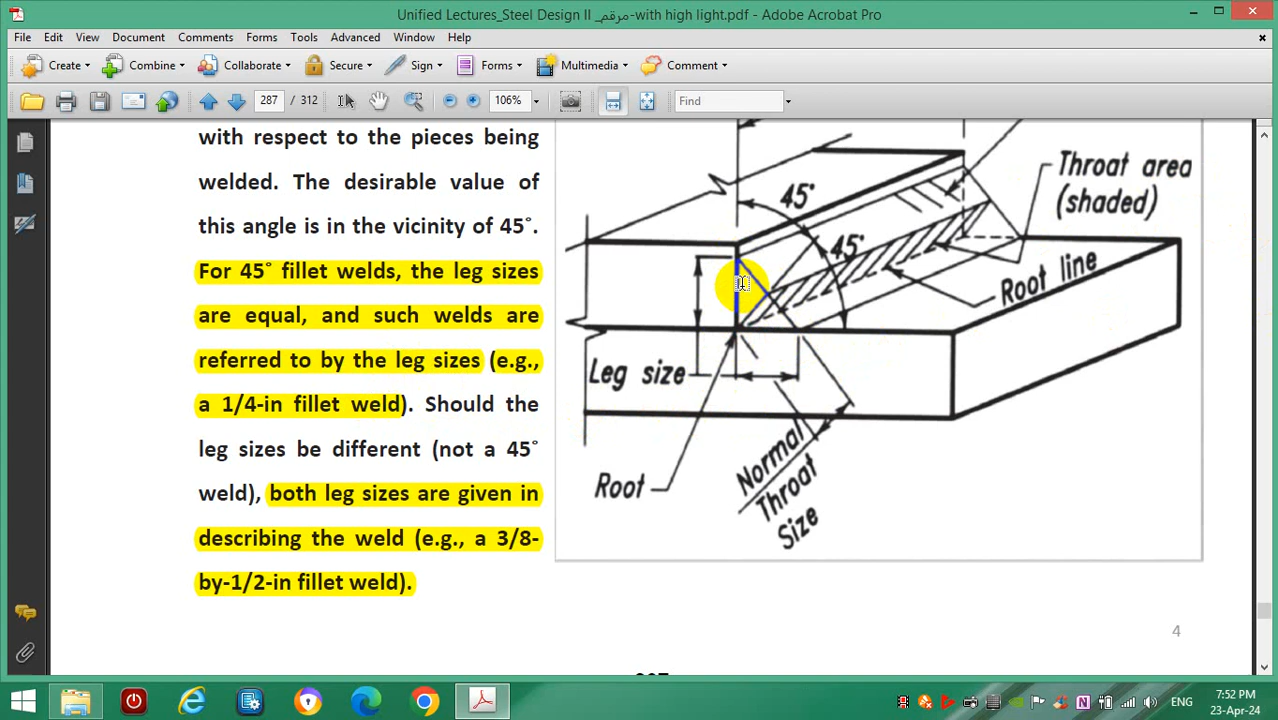 Unified Lectures_Steel Design II _مرقم-with high light.pdf - Adobe Acrobat Pro
File Edit View Document Comments Forms Tools Advanced Window Help
Create Combine Collaborate Secure Sign Forms Multimedia Comment
287 / 312 106% Find
with respect to the pieces being
welded. The desirable value of
this angle is in the vicinity of 45˚.
For 45˚ fillet welds, the leg sizes
are equal, and such welds are
referred to by the leg sizes (e.g.,
a 1/4-in fillet weld). Should the
leg sizes be different (not a 45˚
weld), both leg sizes are given in
describing the weld (e.g., a 3/8-
by-1/2-in fillet weld).
45°
45°
Throat area
(shaded)
Root line
Leg size
Root
Normal
Throat
Size
4
ENG
7:52 PM
23-Apr-24